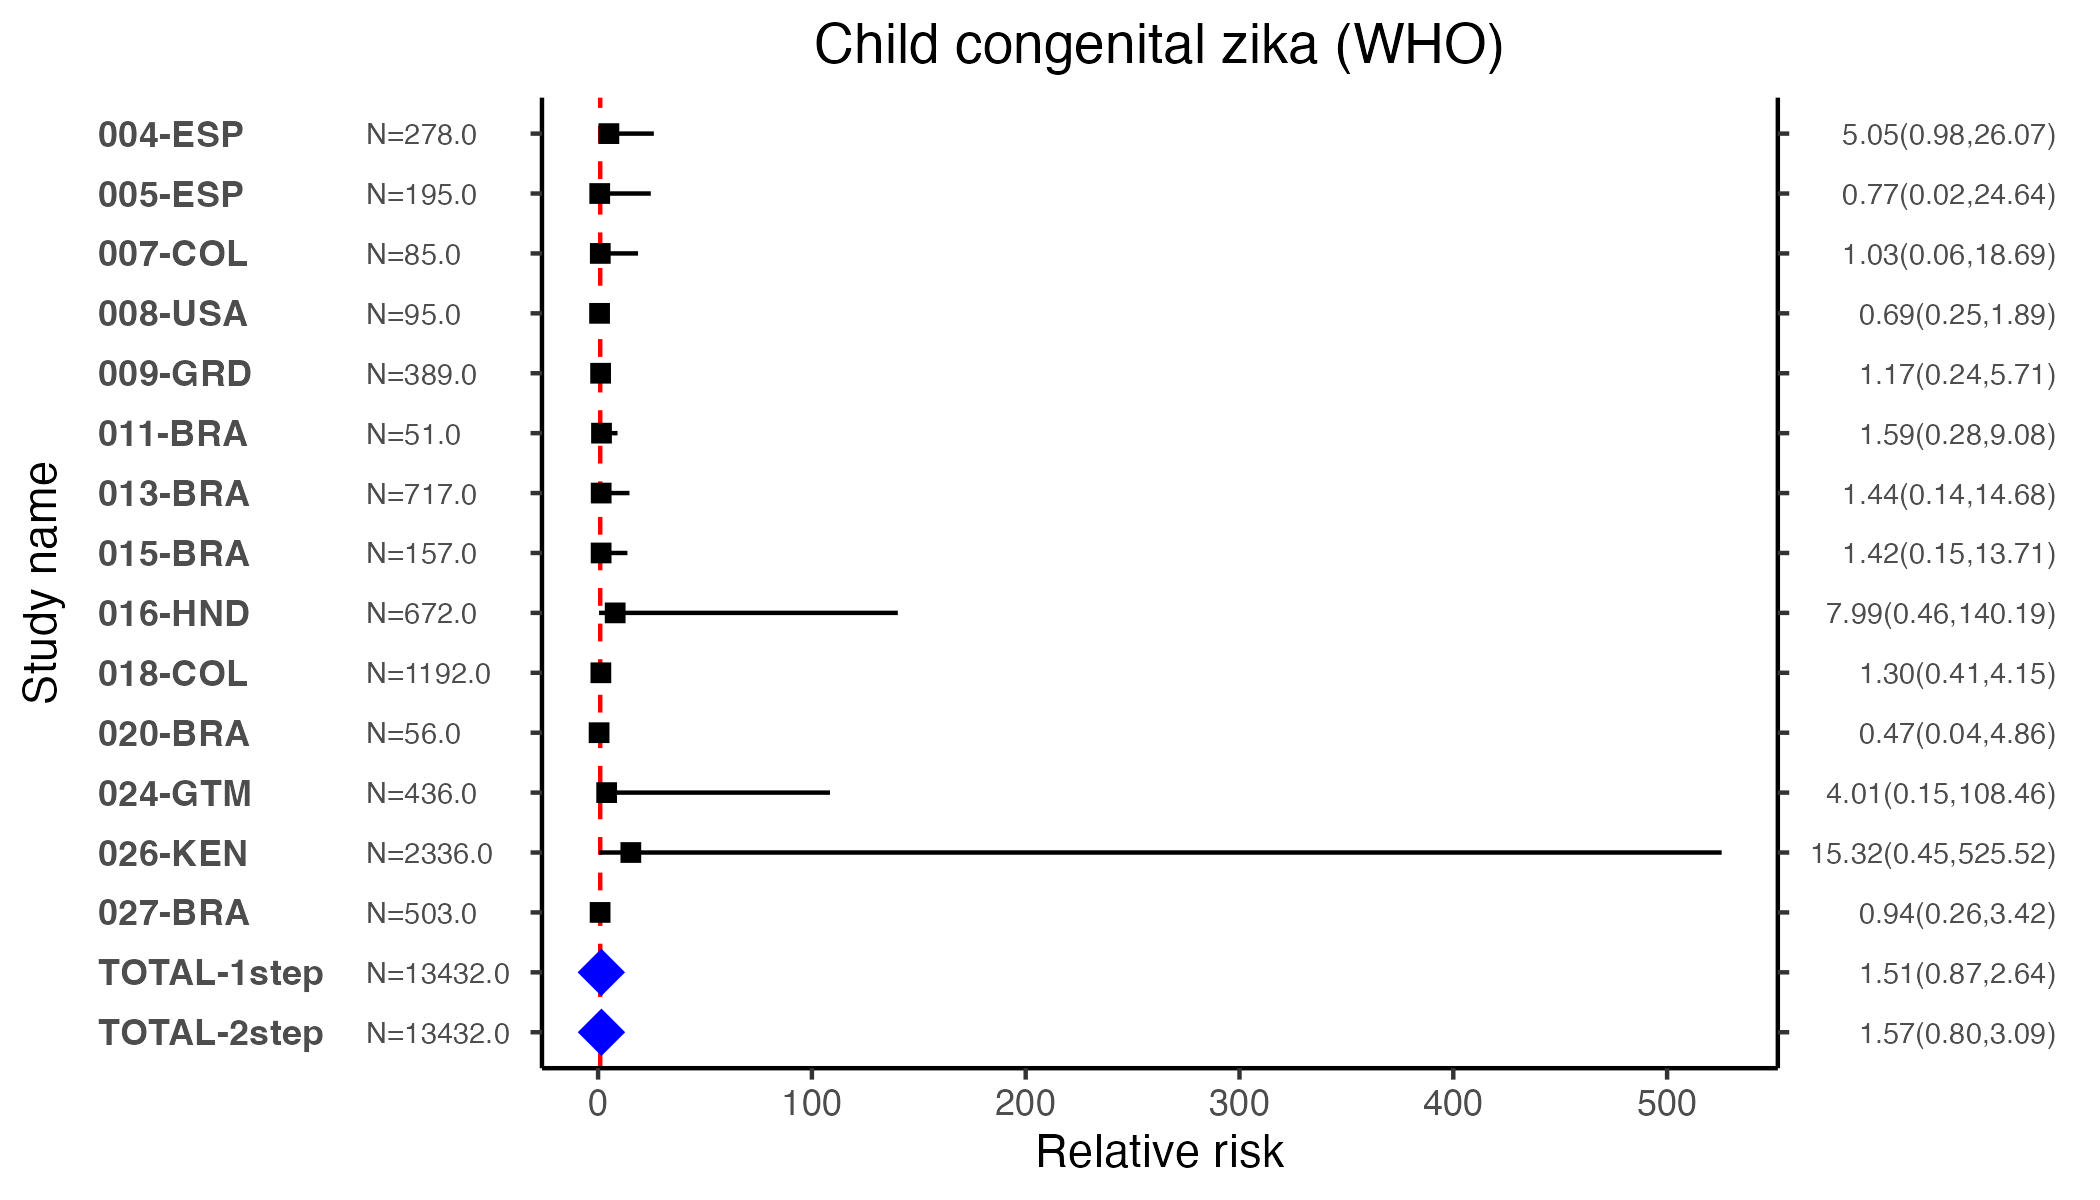 Child congenital zika (WHO)
Study name
004-ESP N=278.0 5.05(0.98,26.07)
005-ESP N=195.0 0.77(0.02,24.64)
007-COL N=85.0 1.03(0.06,18.69)
008-USA N=95.0 0.69(0.25,1.89)
009-GRD N=389.0 1.17(0.24,5.71)
011-BRA N=51.0 1.59(0.28,9.08)
013-BRA N=717.0 1.44(0.14,14.68)
015-BRA N=157.0 1.42(0.15,13.71)
016-HND N=672.0 7.99(0.46,140.19)
018-COL N=1192.0 1.30(0.41,4.15)
020-BRA N=56.0 0.47(0.04,4.86)
024-GTM N=436.0 4.01(0.15,108.46)
026-KEN N=2336.0 15.32(0.45,525.52)
027-BRA N=503.0 0.94(0.26,3.42)
TOTAL-1step N=13432.0 1.51(0.87,2.64)
TOTAL-2step N=13432.0 1.57(0.80,3.09)
0 100 200 300 400 500
Relative risk